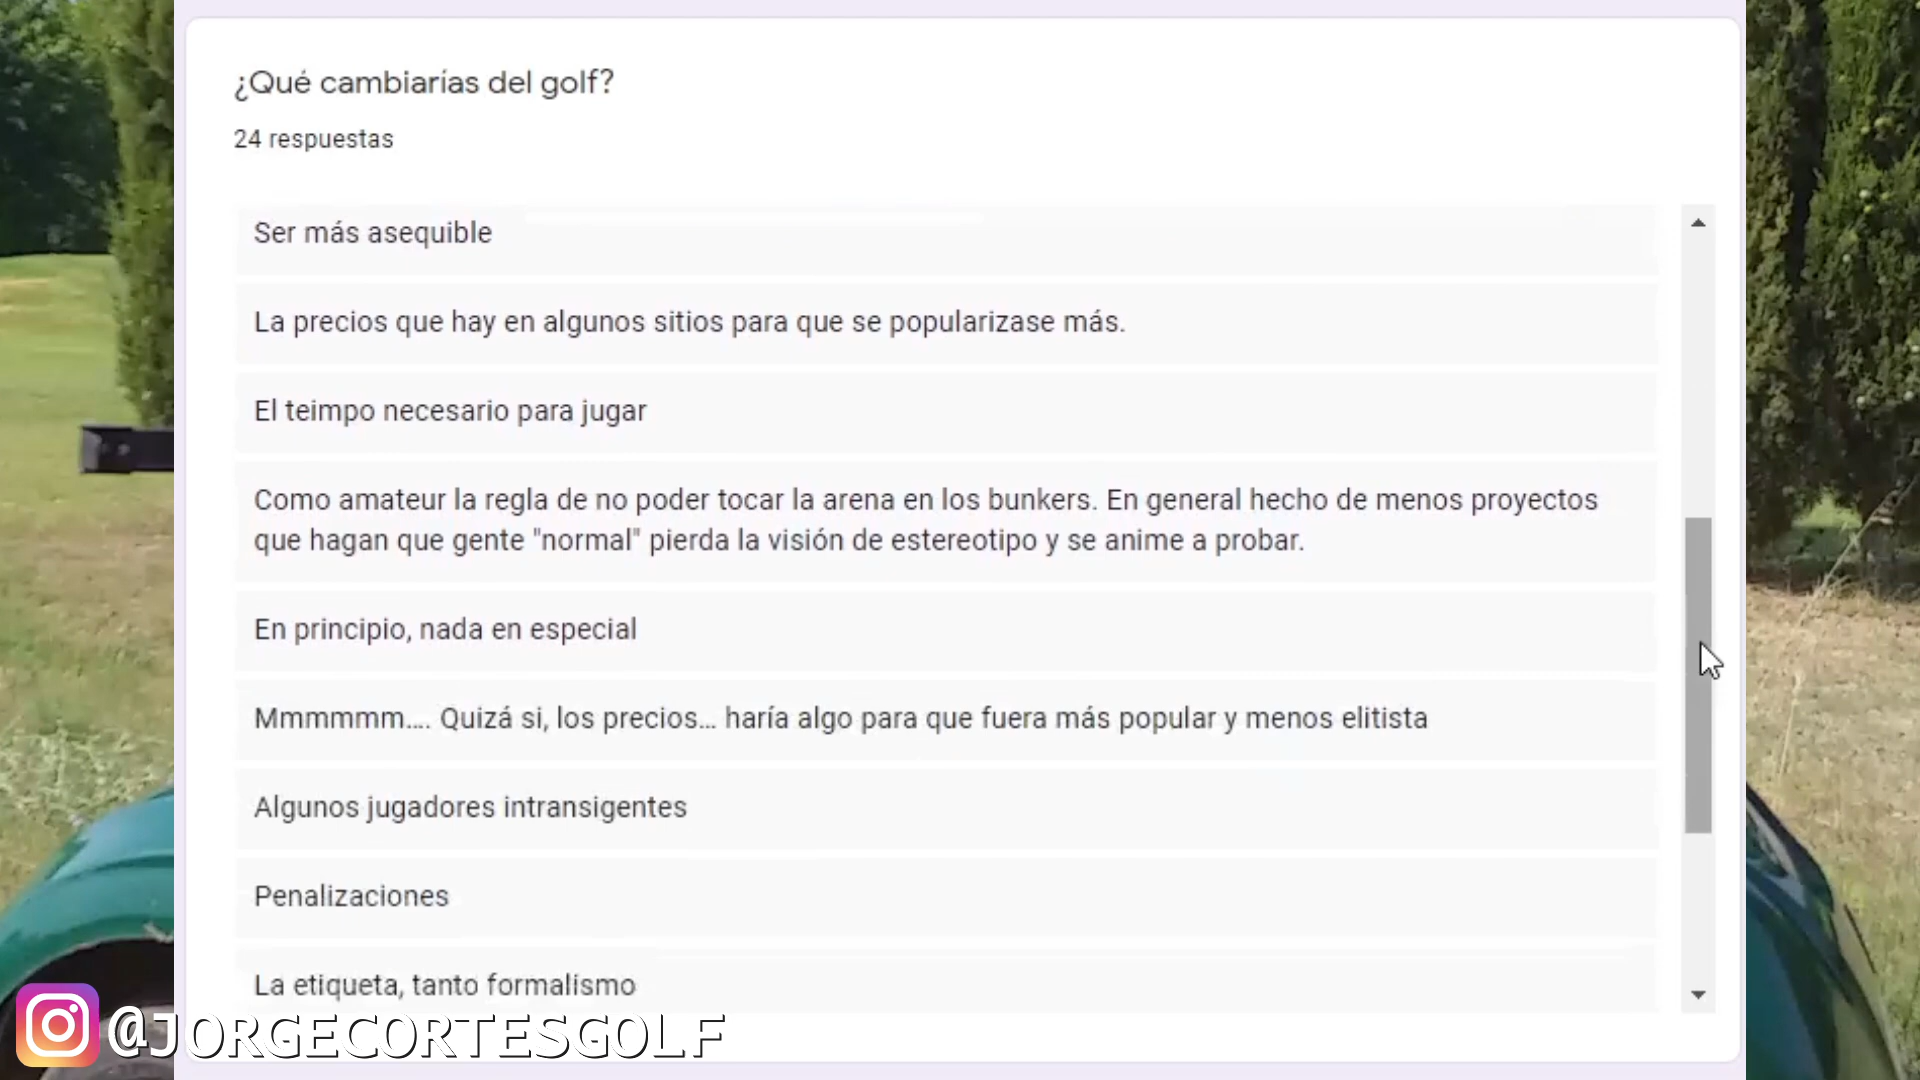 ¿Qué cambiarías del golf?
24 respuestas
Ser más asequible
La precios que hay en algunos sitios para que se popularizase más.
El teimpo necesario para jugar
Como amateur la regla de no poder tocar la arena en los bunkers. En general hecho de menos proyectos
que hagan que gente "normal" pierda la visión de estereotipo y se anime a probar.
En principio, nada en especial
Mmmmmm.... Quizá si, los precios... haría algo para que fuera más popular y menos elitista
Algunos jugadores intransigentes
Penalizaciones
La etiqueta, tanto formalismo
@JORGECORTESGOLF